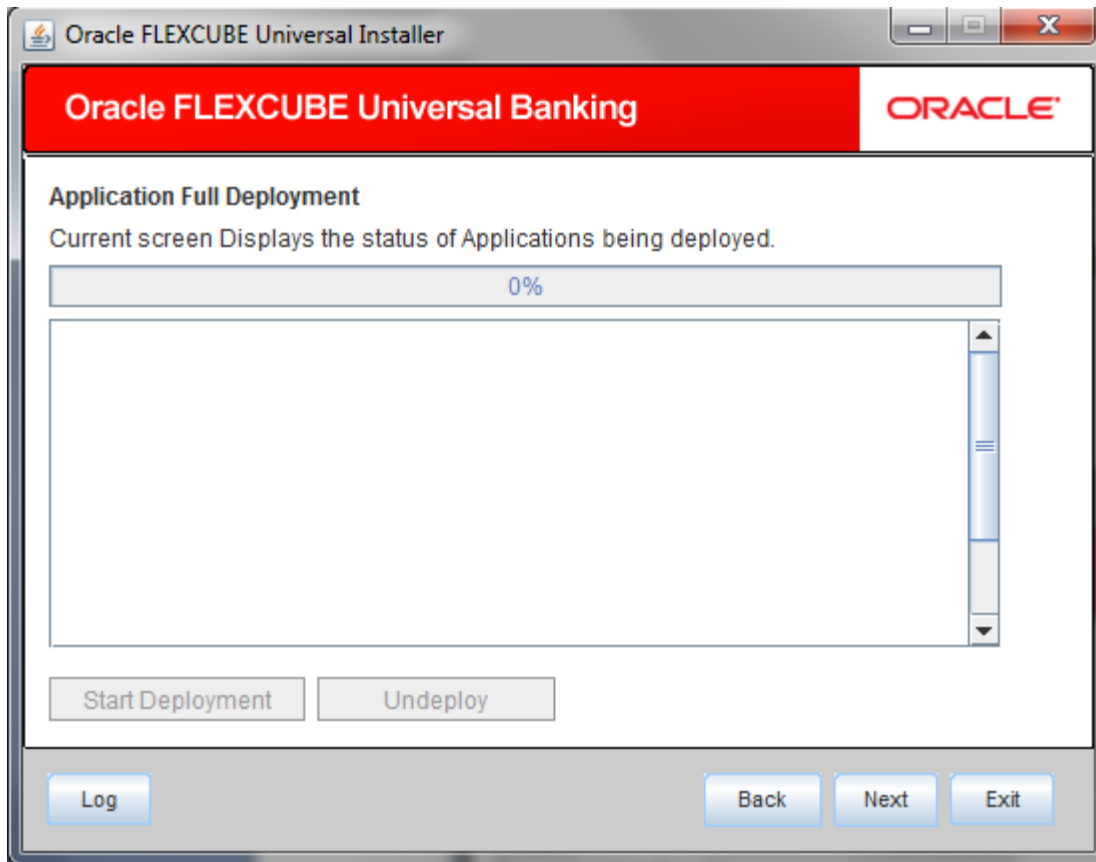 Oracle FLEXCUBE Universal Installer
Oracle FLEXCUBE Universal Banking
ORACLE
Application Full Deployment
Current screen Displays the status of Applications being deployed.
0%
Start Deployment
Undeploy
Log
Back
Next
Exit